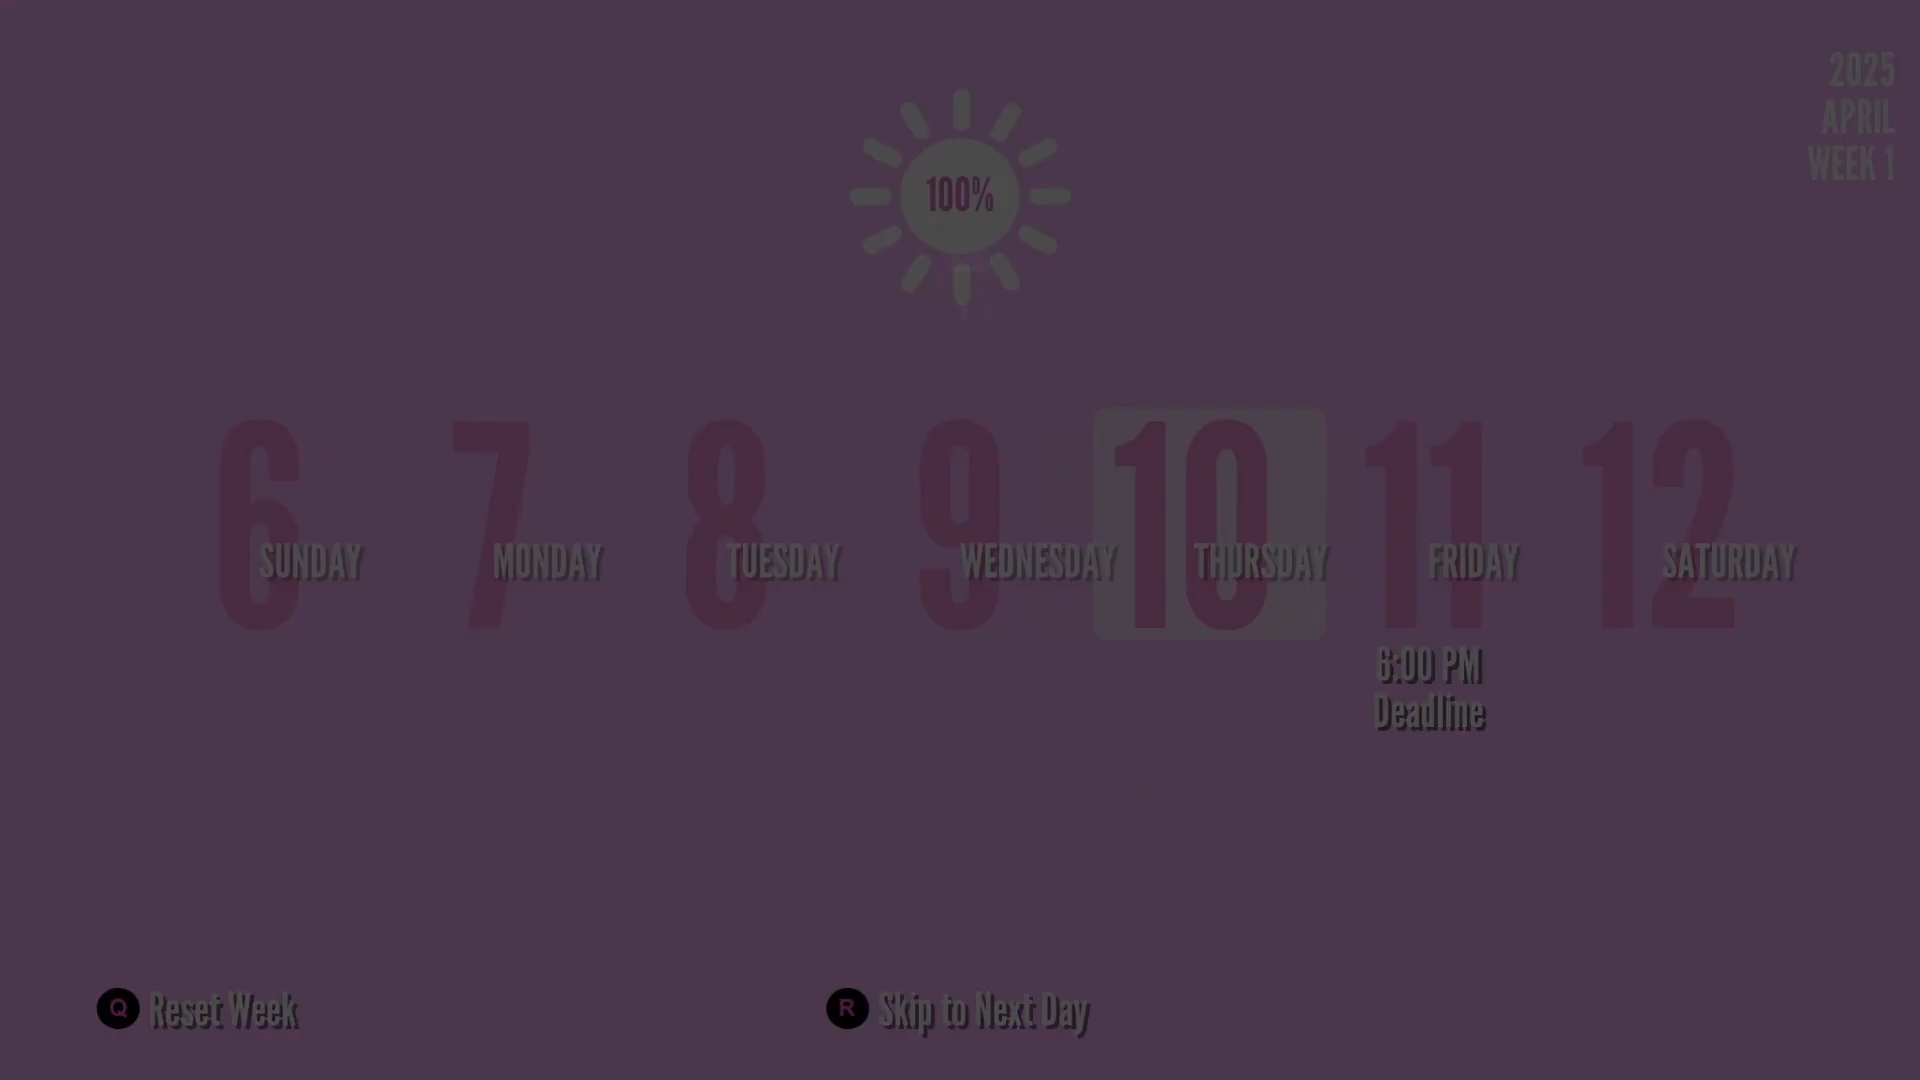 2025
APRIL
WEEK 1
100%
6 7 8 9 10 11 12
SUNDAY MONDAY TUESDAY WEDNESDAY THURSDAY FRIDAY SATURDAY
6:00 PM
Deadline
Q Reset Week
R Skip to Next Day